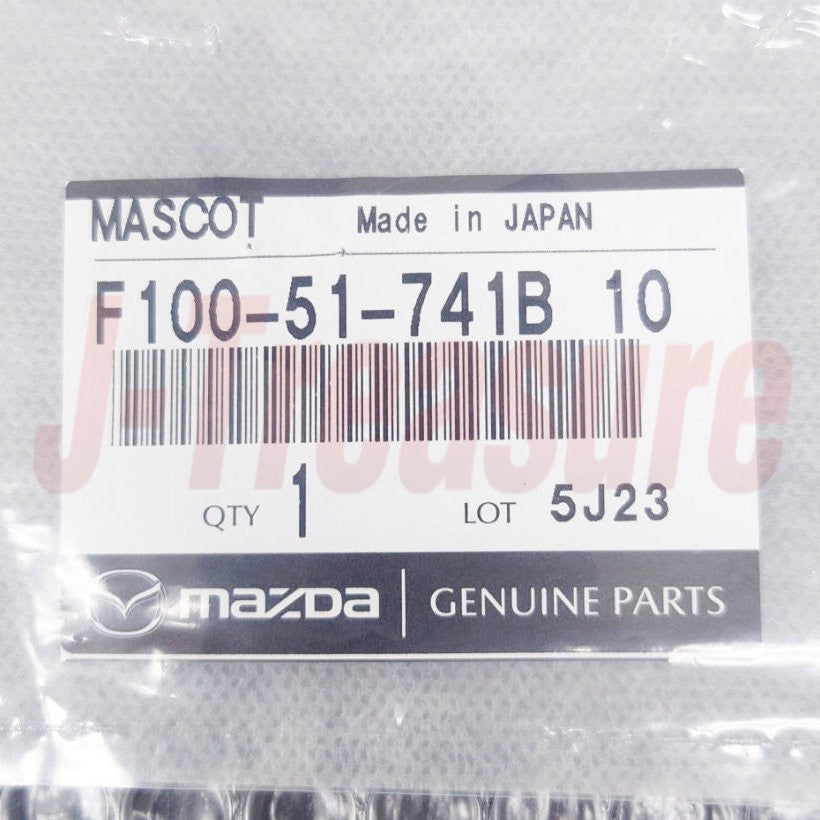 MASCOT Made in JAPAN
F100-51-741B 10
J-Treasure
QTY 1 LOT 5J23
mazda GENUINE PARTS